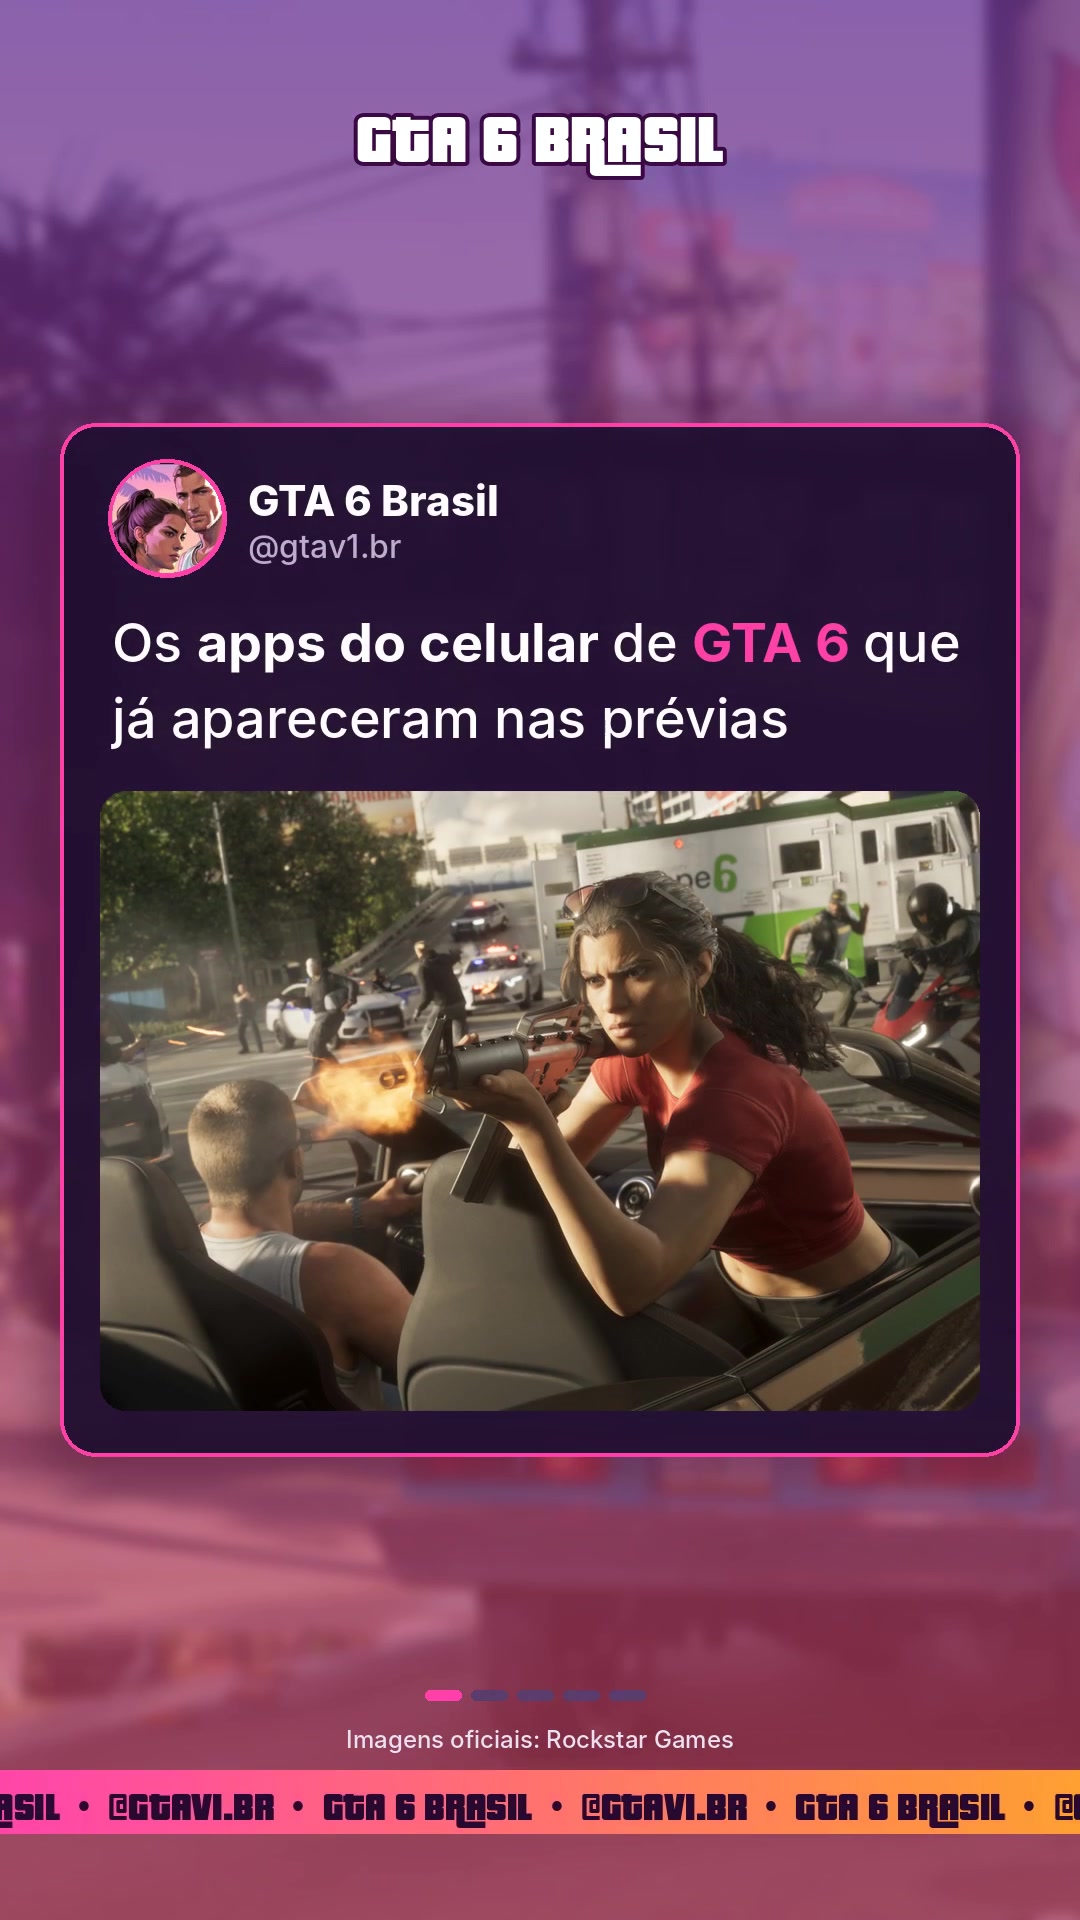 GTA 6 BRASIL
GTA 6 Brasil
@gtav1.br
Os apps do celular de GTA 6 que
já apareceram nas prévias
pe6
Imagens oficiais: Rockstar Games
ASIL • @GTAVI.BR • GTA 6 BRASIL • @GTAVI.BR • GTA 6 BRASIL • @